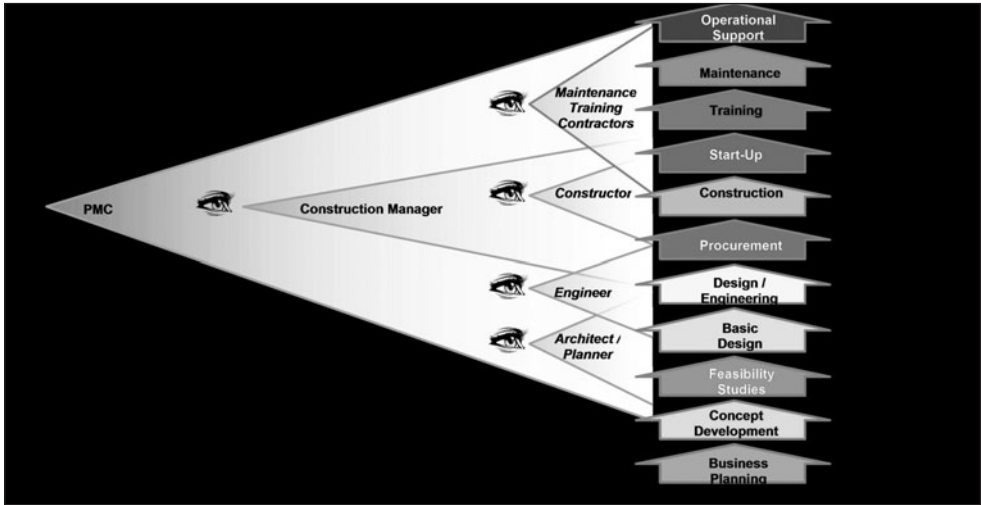 PMC
Construction Manager
Maintenance
Training
Contractors
Constructor
Engineer
Architect /
Planner
Operational
Support
Maintenance
Training
Start-Up
Construction
Procurement
Design /
Engineering
Basic
Design
Feasibility
Studies
Concept
Development
Business
Planning